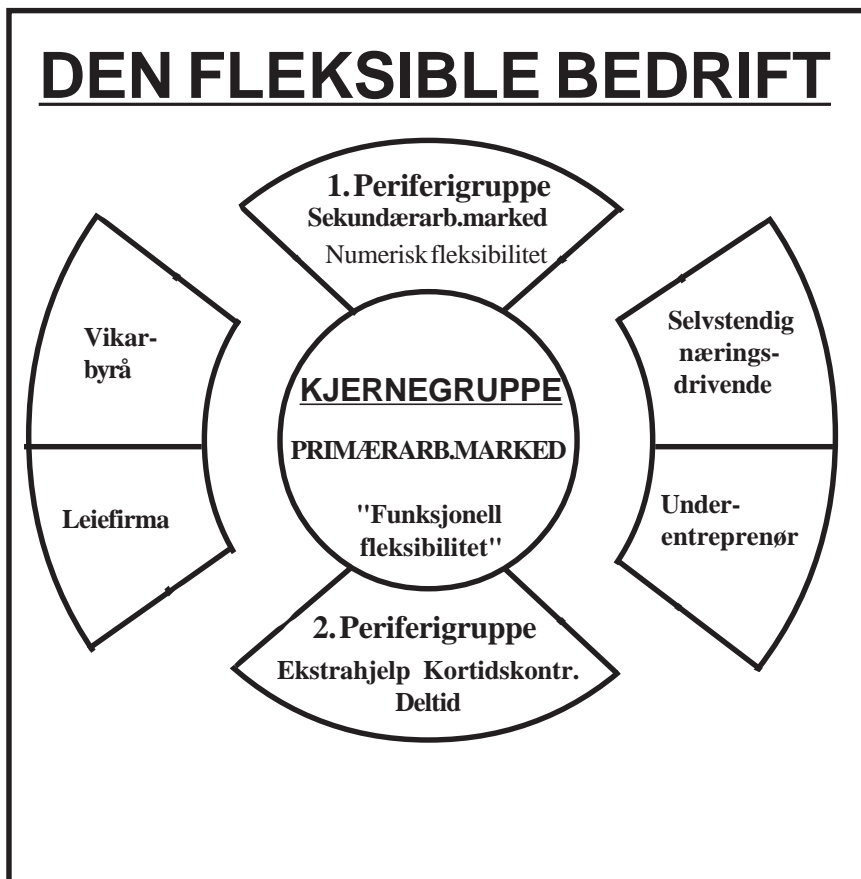 DEN FLEKSIBLE BEDRIFT
1. Periferigruppe
Sekundærarb.marked
Numerisk fleksibilitet
Vikar-
byrå
Leiefirma
KJERNEGRUPPE
PRIMÆRARB.MARKED
"Funksjonell
fleksibilitet"
Selvstendig
nærings-
drivende
Under-
entreprenør
2. Periferigruppe
Ekstrahjelp Kortidskontr.
Deltid